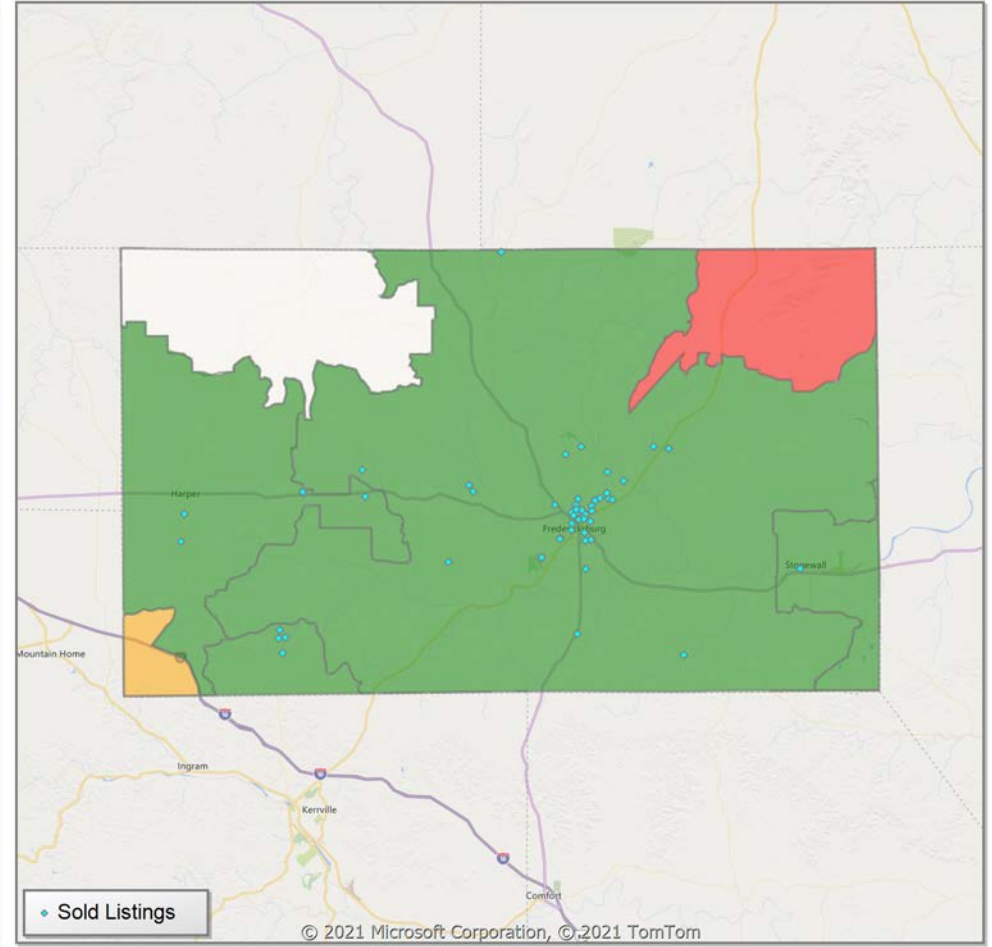 Harper
Fredericksburg
Stonewall
Mountain Home
Ingram
Kerrville
Comfort
Sold Listings
© 2021 Microsoft Corporation, © 2021 TomTom